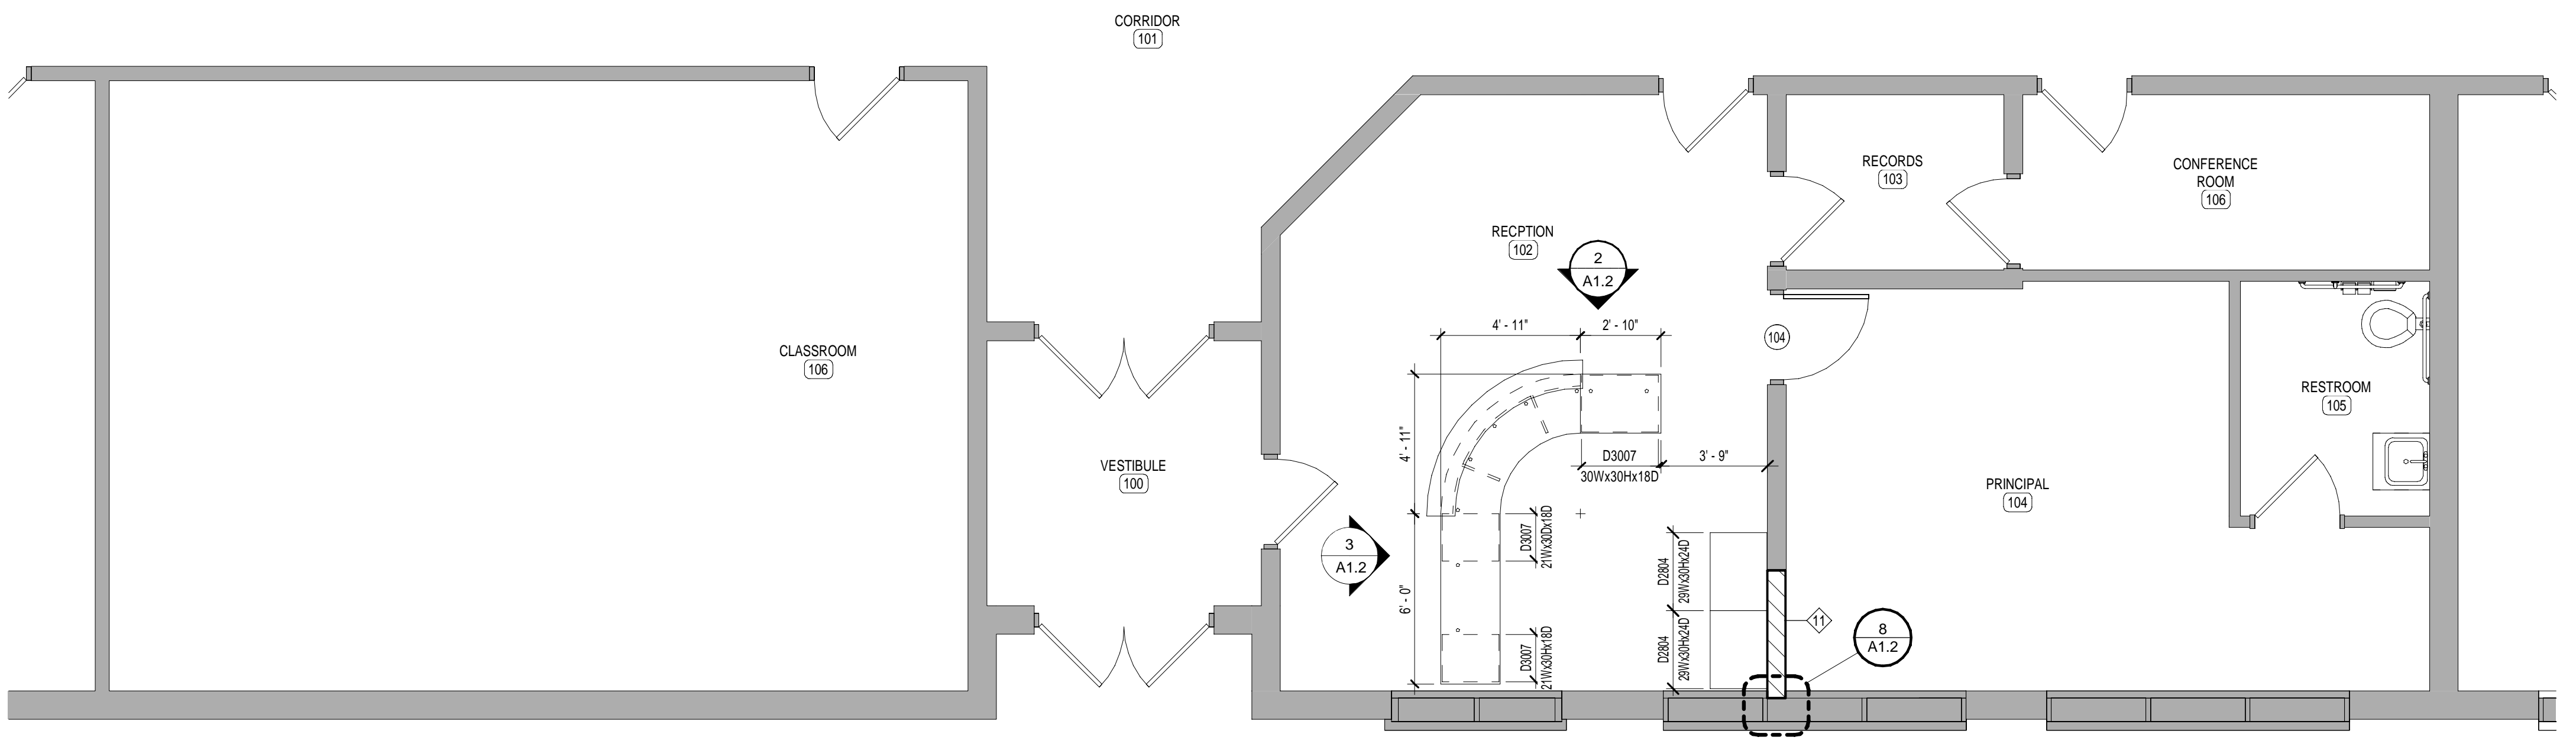 CORRIDOR
101
RECORDS
103
CONFERENCE
ROOM
106
RECPTION
102
2
A1.2
4' - 11"
2' - 10"
104
CLASSROOM
106
RESTROOM
105
4' - 11"
D3007
30Wx30Hx18D
3' - 9"
VESTIBULE
100
PRINCIPAL
104
3
A1.2
D3007
21Wx30Dx18D
D2804
29Wx30Hx24D
6' - 0"
11
8
A1.2
D3007
21Wx30Hx18D
D2804
29Wx30Hx24D